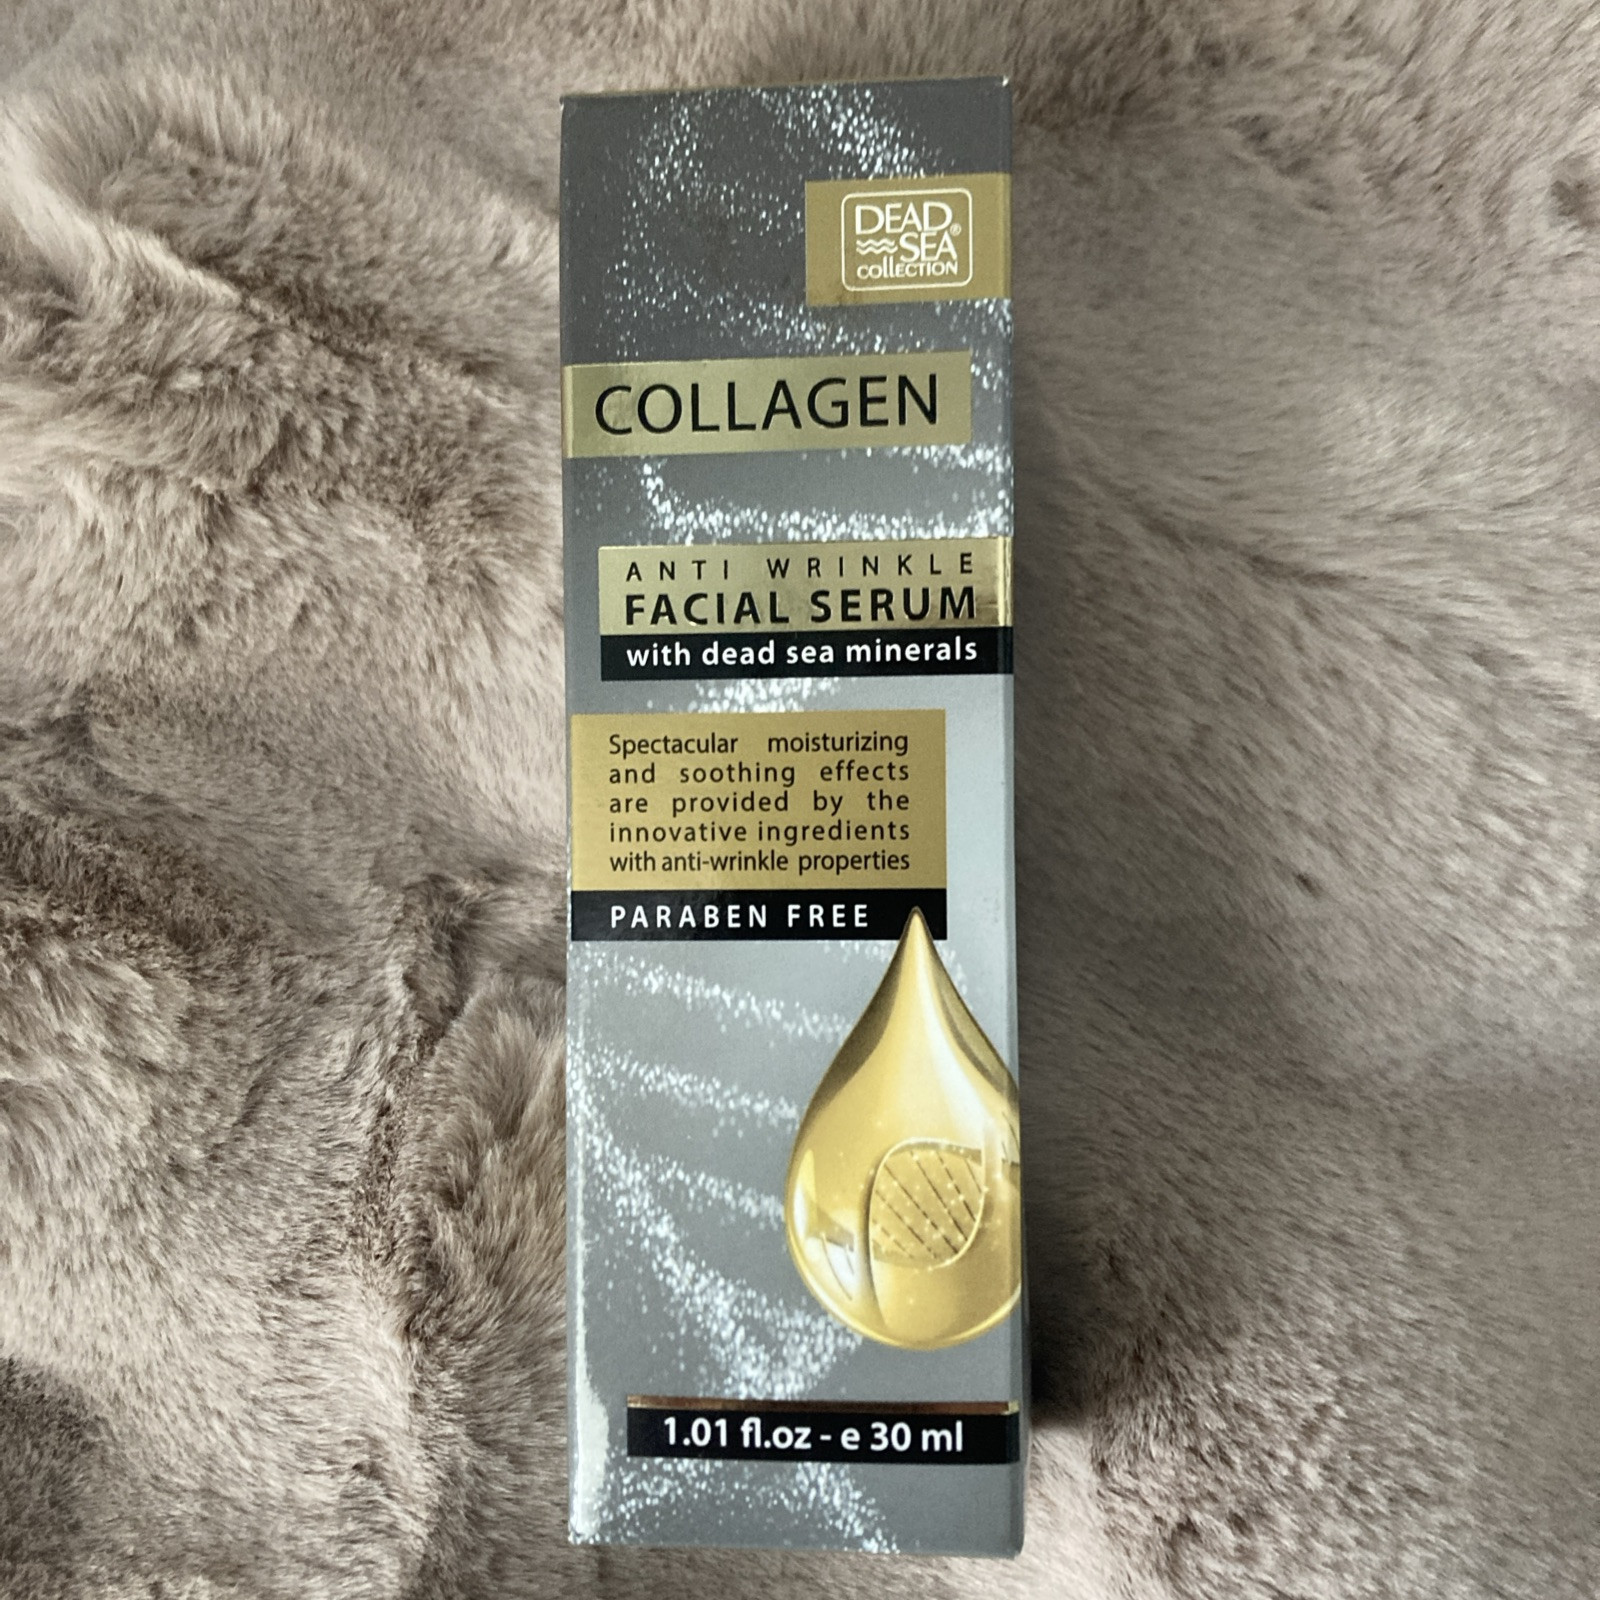 DEAD
SEA®
collECTION
COLLAGEN
ANTI WRINKLE
FACIAL SERUM
with dead sea minerals
Spectacular moisturizing
and soothing effects
are provided by the
innovative ingredients
with anti-wrinkle properties
PARABEN FREE
1.01 fl.oz - e 30 ml